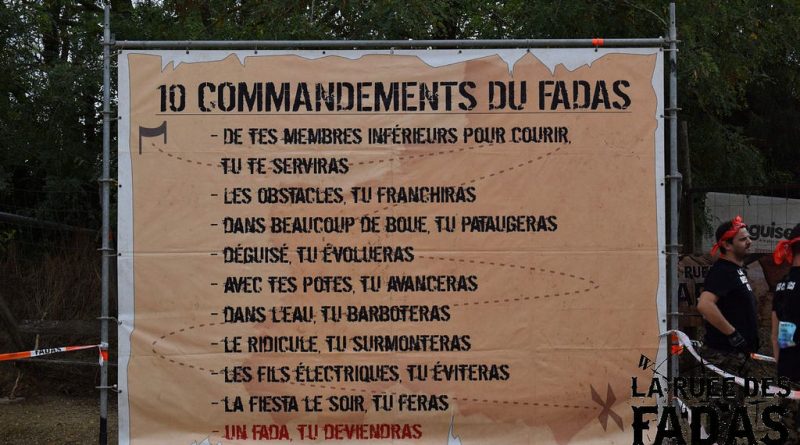 10 COMMANDEMENTS DU FADAS
- DE TES MEMBRES INFÉRIEURS POUR COURIR,
TU TE SERVIRAS
- LES OBSTACLES, TU FRANCHIRAS
- DANS BEAUCOUP DE BOUE, TU PATAUGERAS
- DÉGUISÉ, TU ÉVOLUERAS
- AVEC TES POTES, TU AVANCERAS
- DANS L'EAU, TU BARBOTERAS
- LE RIDICULE, TU SURMONTERAS
- LES FILS ÉLECTRIQUES, TU ÉVITERAS
- LA FIESTA LE SOIR, TU FERAS
- UN FADA, TU DEVIENDRAS
FADAS
LA RUÉE DES
FADAS